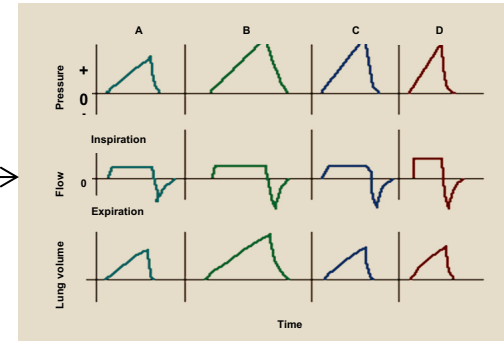 A B C D
Pressure
+
0
-
Inspiration
Flow
0
Expiration
Lung volume
Time